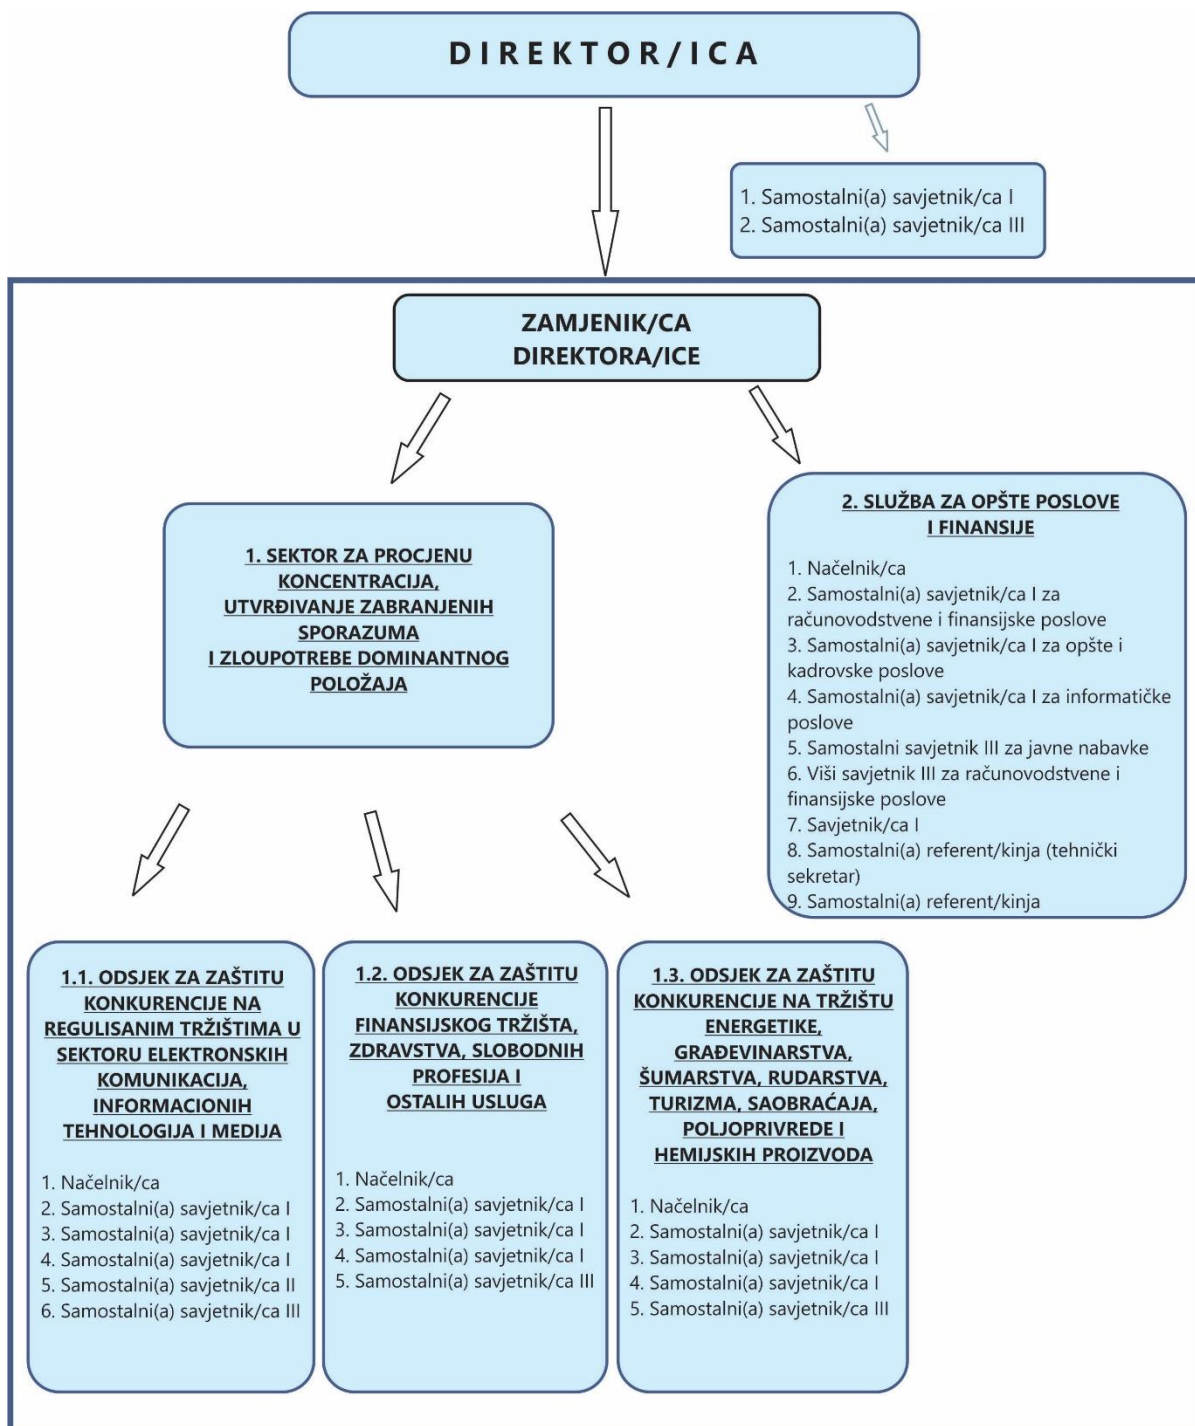 DIREKTOR/ICA
1. Samostalni(a) savjetnik/ca I
2. Samostalni(a) savjetnik/ca III
ZAMJENIK/CA
DIREKTORA/ICE
1. SEKTOR ZA PROCJENU
KONCENTRACIJA,
UTVRĐIVANJE ZABRANJENIH
SPORAZUMA
I ZLOUPOTREBE DOMINANTNOG
POLOŽAJA
2. SLUŽBA ZA OPŠTE POSLOVE
I FINANSIJE
1. Načelnik/ca
2. Samostalni(a) savjetnik/ca I za
računovodstvene i finansijske poslove
3. Samostalni(a) savjetnik/ca I za opšte i
kadrovske poslove
4. Samostalni(a) savjetnik/ca I za informatičke
poslove
5. Samostalni savjetnik III za javne nabavke
6. Viši savjetnik III za računovodstvene i
finansijske poslove
7. Savjetnik/ca I
8. Samostalni(a) referent/kinja (tehnički
sekretar)
9. Samostalni(a) referent/kinja
1.1. ODSJEK ZA ZAŠTITU
KONKURENCIJE NA
REGULISANIM TRŽIŠTIMA U
SEKTORU ELEKTRONSKIH
KOMUNIKACIJA,
INFORMACIONIH
TEHNOLOGIJA I MEDIJA
1. Načelnik/ca
2. Samostalni(a) savjetnik/ca I
3. Samostalni(a) savjetnik/ca I
4. Samostalni(a) savjetnik/ca I
5. Samostalni(a) savjetnik/ca II
6. Samostalni(a) savjetnik/ca III
1.2. ODSJEK ZA ZAŠTITU
KONKURENCIJE
FINANSIJSKOG TRŽIŠTA,
ZDRAVSTVA, SLOBODNIH
PROFESIJA I
OSTALIH USLUGA
1. Načelnik/ca
2. Samostalni(a) savjetnik/ca I
3. Samostalni(a) savjetnik/ca I
4. Samostalni(a) savjetnik/ca I
5. Samostalni(a) savjetnik/ca III
1.3. ODSJEK ZA ZAŠTITU
KONKURENCIJE NA TRŽIŠTU
ENERGETIKE,
GRAĐEVINARSTVA,
ŠUMARSTVA, RUDARSTVA,
TURIZMA, SAOBRAĆAJA,
POLJOPRIVREDE I
HEMIJSKIH PROIZVODA
1. Načelnik/ca
2. Samostalni(a) savjetnik/ca I
3. Samostalni(a) savjetnik/ca I
4. Samostalni(a) savjetnik/ca I
5. Samostalni(a) savjetnik/ca III